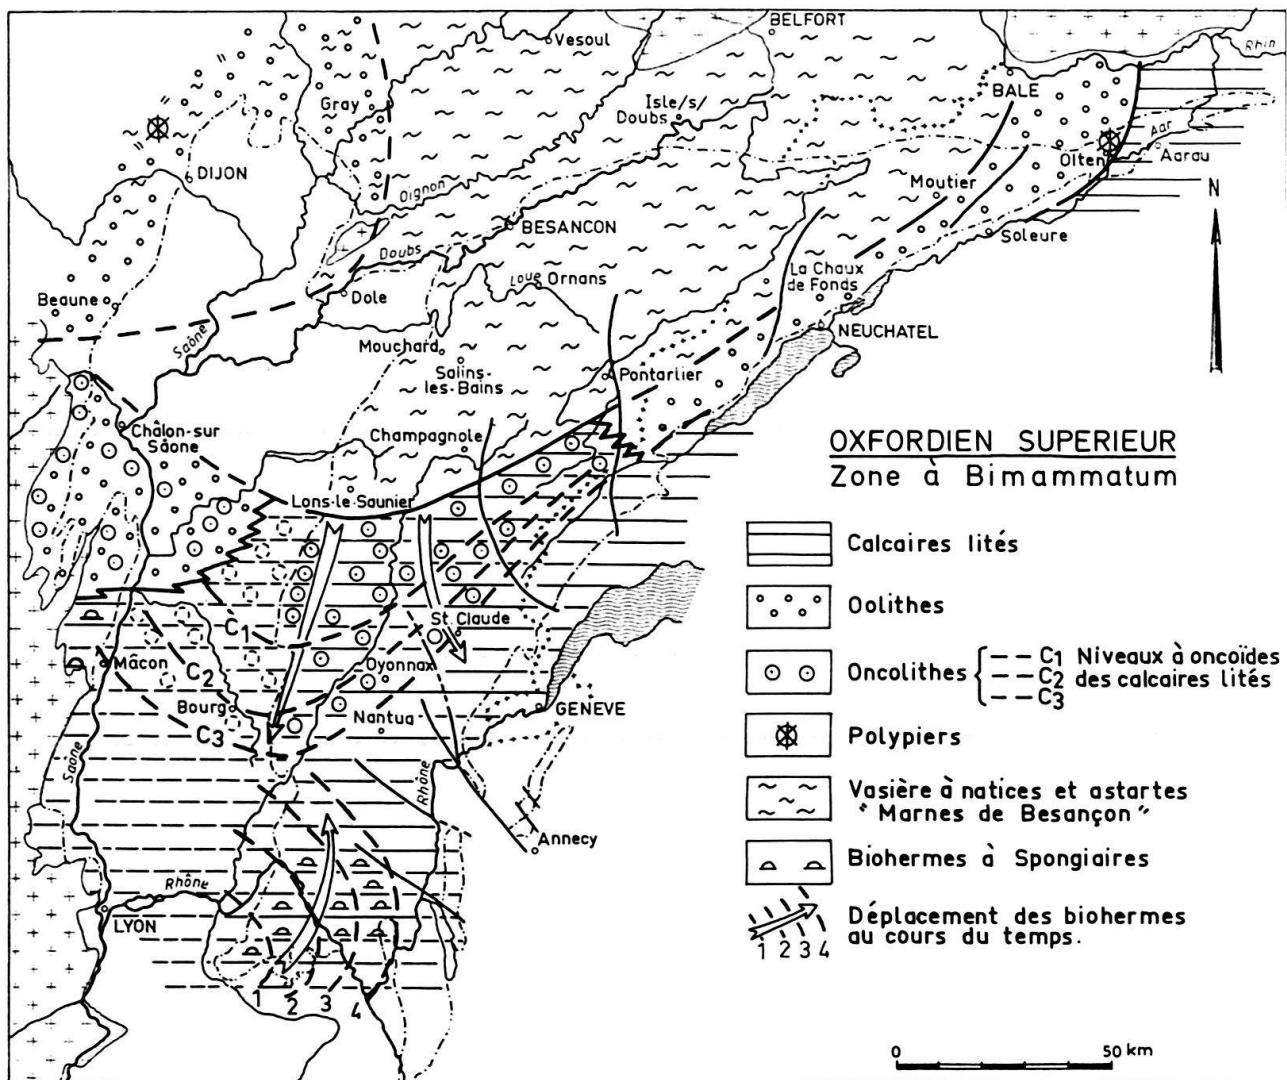 BELFORT
Vesoul
Rhin
Gray
Isle/s/
Doubs
BALE
Aar
Olten
Aarau
DIJON
Oignon
Moutier
N
BESANCON
Soleure
Doubs
Loue Ornans
La Chaux
de Fonds
Beaune
Dole
Saône
NEUCHATEL
Mouchard
Salins-
les-Bains
Pontarlier
Châlon-sur
Sâone
Champagnole
OXFORDIEN SUPERIEUR
Zone à Bimammatum
Lons-le-Saunier
Calcaires lités
Oolithes
C1
St. Claude
Mâcon
Oyonnax
C2
Oncolithes
C1 Niveaux à oncoïdes
C2 des calcaires lités
C3
Bourg
Nantua
GENEVE
C3
Polypiers
Saône
Rhône
Vasière à natices et astartes
" Marnes de Besançon "
Annecy
Biohermes à Spongiaires
Rhône
LYON
Déplacement des biohermes
au cours du temps.
1 2 3 4
1 2 3 4
0 50 km